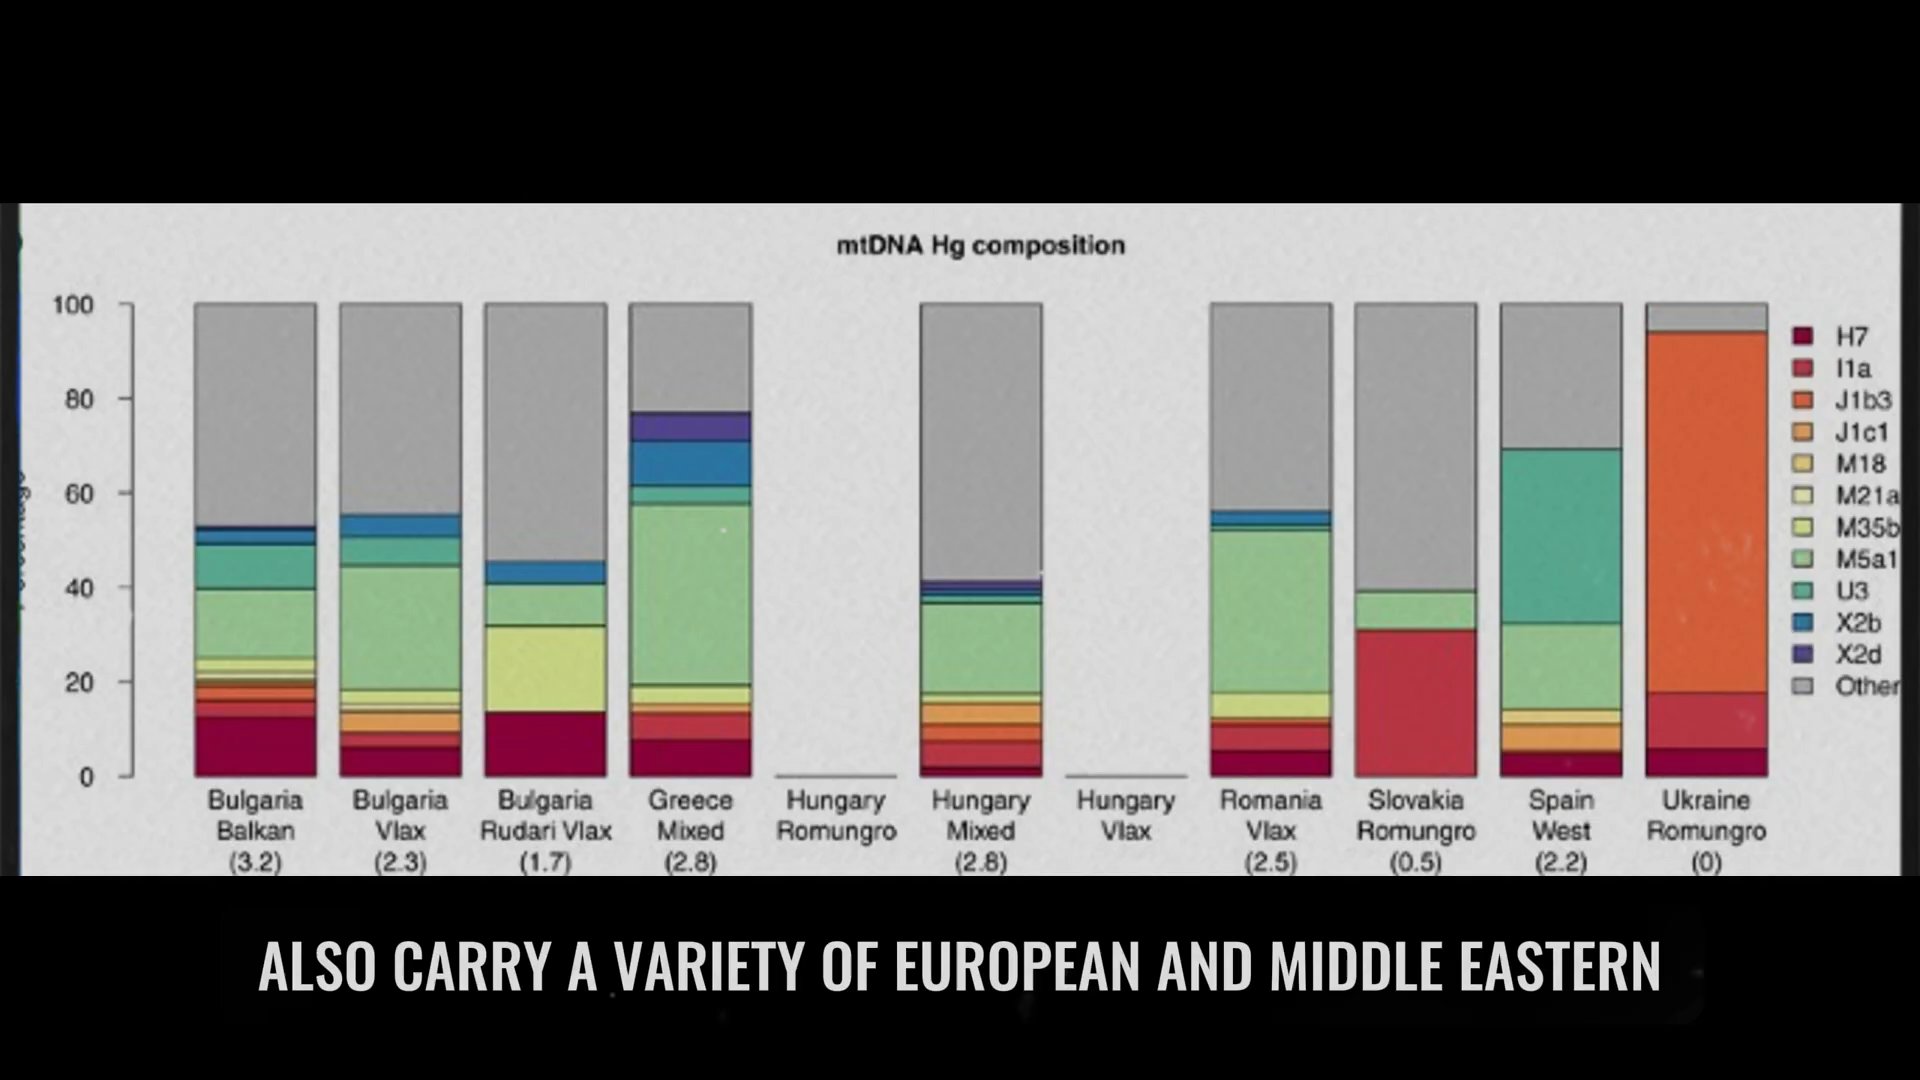 mtDNA Hg composition
100
80
60
40
20
0
H7
I1a
J1b3
J1c1
M18
M21a
M35b
M5a1
U3
X2b
X2d
Other
Bulgaria
Balkan
(3.2)
Bulgaria
Vlax
(2.3)
Bulgaria
Rudari Vlax
(1.7)
Greece
Mixed
(2.8)
Hungary
Romungro
Hungary
Mixed
(2.8)
Hungary
Vlax
Romania
Vlax
(2.5)
Slovakia
Romungro
(0.5)
Spain
West
(2.2)
Ukraine
Romungro
(0)
ALSO CARRY A VARIETY OF EUROPEAN AND MIDDLE EASTERN